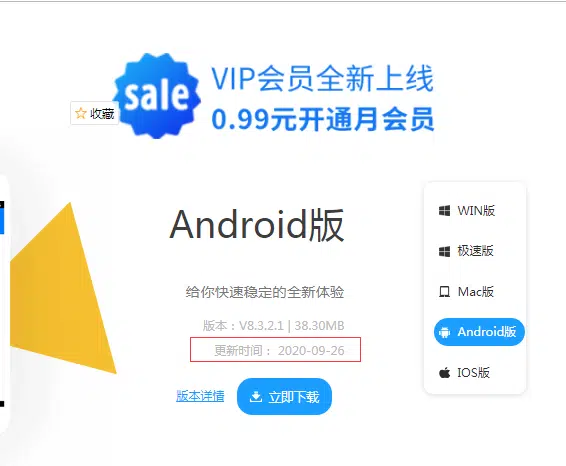 sale
VIP会员全新上线
0.99元开通月会员
收藏
Android版
给你快速稳定的全新体验
版本：V8.3.2.1 | 38.30MB
更新时间： 2020-09-26
版本详情
立即下载
WIN版
极速版
Mac版
Android版
IOS版